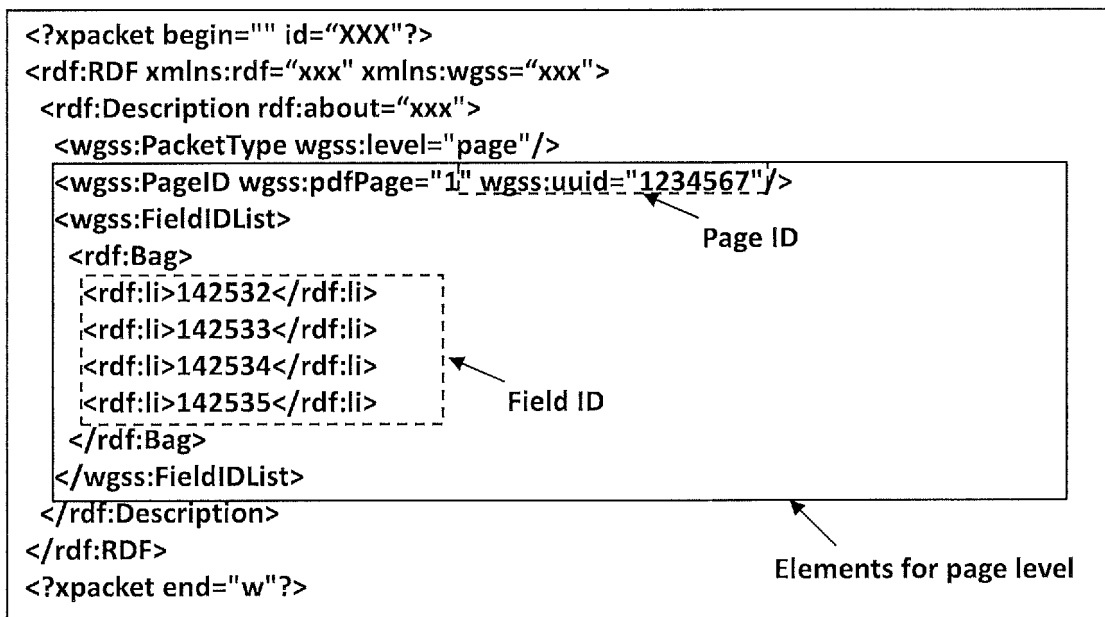 <?xpacket begin="" id=“XXX"?>
<rdf:RDF xmlns:rdf=“xxx" xmlns:wgss=“xxx">
<rdf:Description rdf:about=“xxx">
<wgss:PacketType wgss:level="page"/>
<wgss:PageID wgss:pdfPage="1" wgss:uuid="1234567"/>
<wgss:FieldIDList>
Page ID
<rdf:Bag>
<rdf:li>142532</rdf:li>
<rdf:li>142533</rdf:li>
<rdf:li>142534</rdf:li>
<rdf:li>142535</rdf:li>
Field ID
</rdf:Bag>
</wgss:FieldIDList>
</rdf:Description>
</rdf:RDF>
Elements for page level
<?xpacket end="w"?>